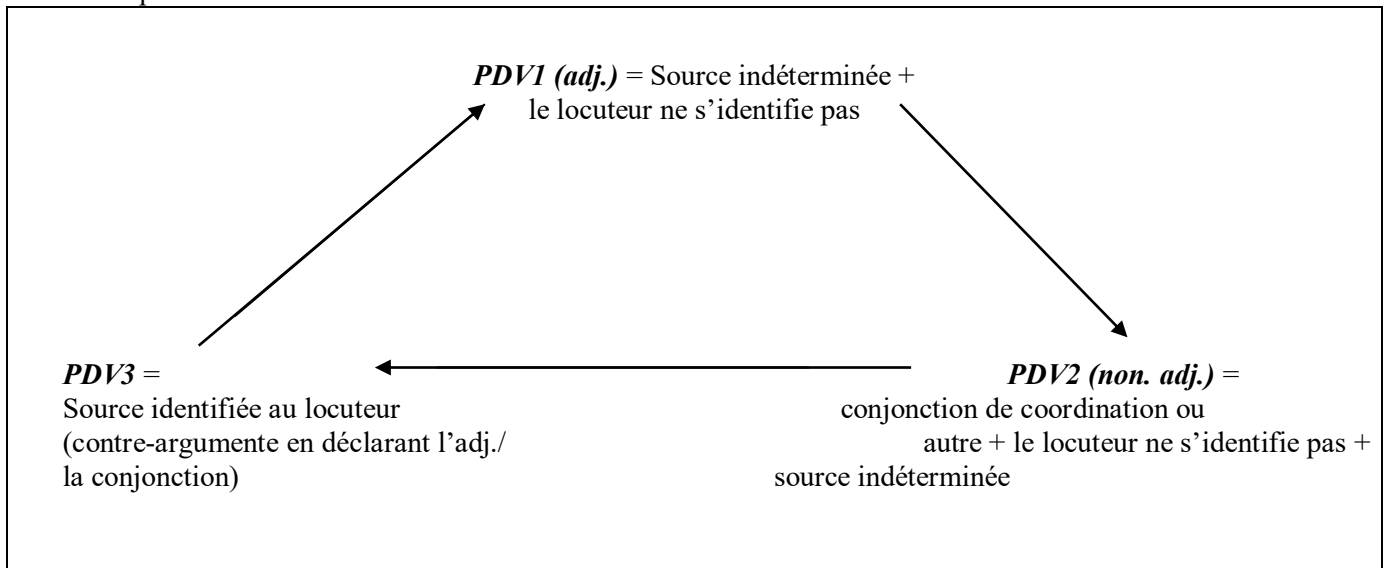 PDV1 (adj.) = Source indéterminée +
le locuteur ne s’identifie pas
PDV3 =
Source identifiée au locuteur
(contre-argumente en déclarant l’adj./
la conjonction)
PDV2 (non. adj.) =
conjonction de coordination ou
autre + le locuteur ne s’identifie pas +
source indéterminée